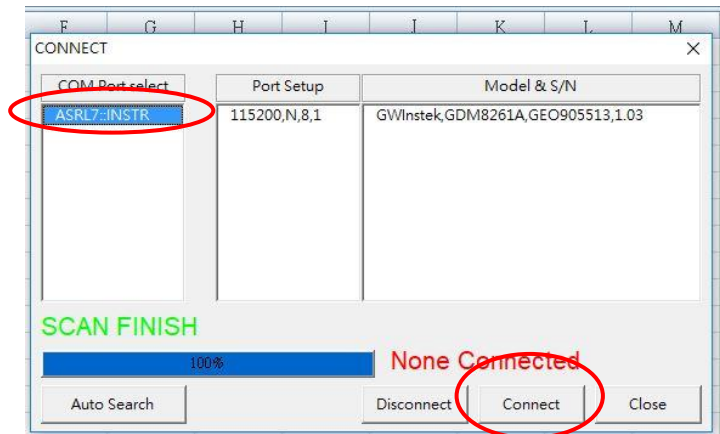 F G H I J K L M
CONNECT
COM Port select Port Setup Model & S/N
ASRL7::INSTR 115200,N,8,1 GWInstek,GDM8261A,GEO905513,1.03
SCAN FINISH
100% None Connected
Auto Search Disconnect Connect Close